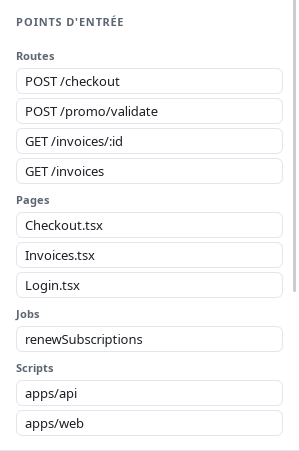 POINTS D'ENTRÉE
Routes
POST /checkout
POST /promo/validate
GET /invoices/:id
GET /invoices
Pages
Checkout.tsx
Invoices.tsx
Login.tsx
Jobs
renewSubscriptions
Scripts
apps/api
apps/web